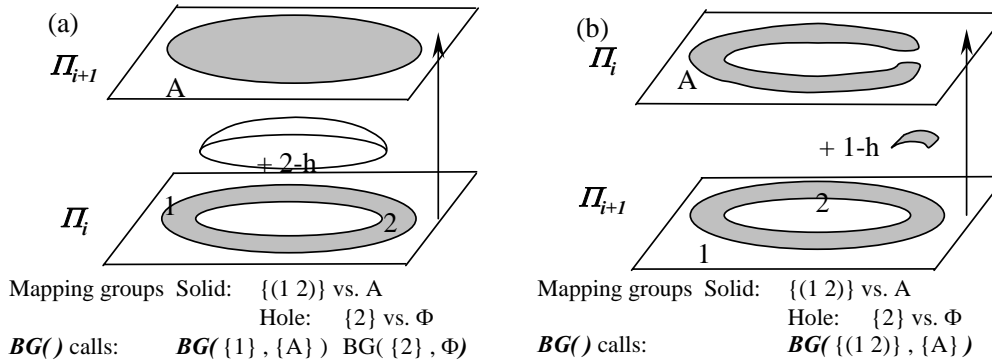 (a)
Π_{i+1}
A
+ 2-h
1
2
Π_i
Mapping groups Solid: {(1 2)} vs. A
Hole: {2} vs. Φ
BG( ) calls: BG( {1} , {A} ) BG( {2} , Φ)
(b)
Π_i
A
+ 1-h
2
Π_{i+1}
1
Mapping groups Solid: {(1 2)} vs. A
Hole: {2} vs. Φ
BG( ) calls: BG( {(1 2)} , {A} )